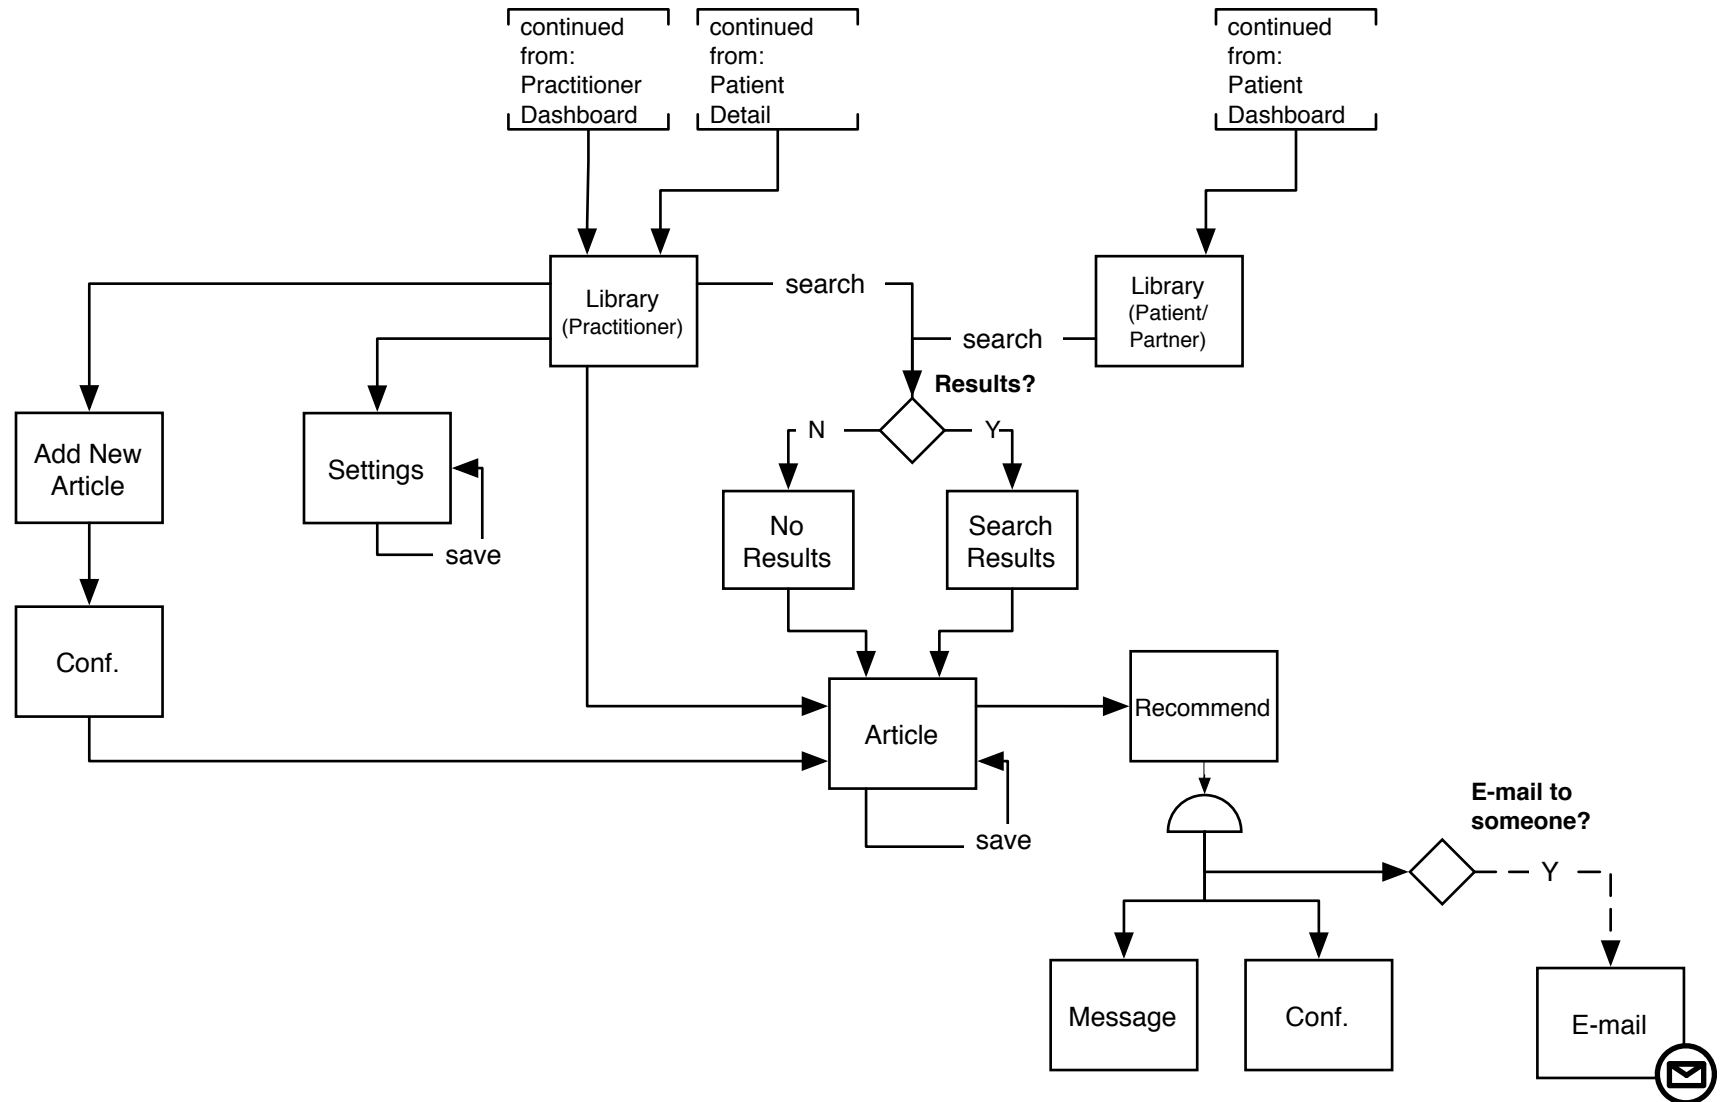 continued
from:
Practitioner
Dashboard
continued
from:
Patient
Detail
continued
from:
Patient
Dashboard
Library
(Practitioner)
search
Library
(Patient/
Partner)
search
Results?
N
Y
Add New
Article
Settings
save
No
Results
Search
Results
Conf.
Article
save
Recommend
E-mail to
someone?
Y
Message
Conf.
E-mail